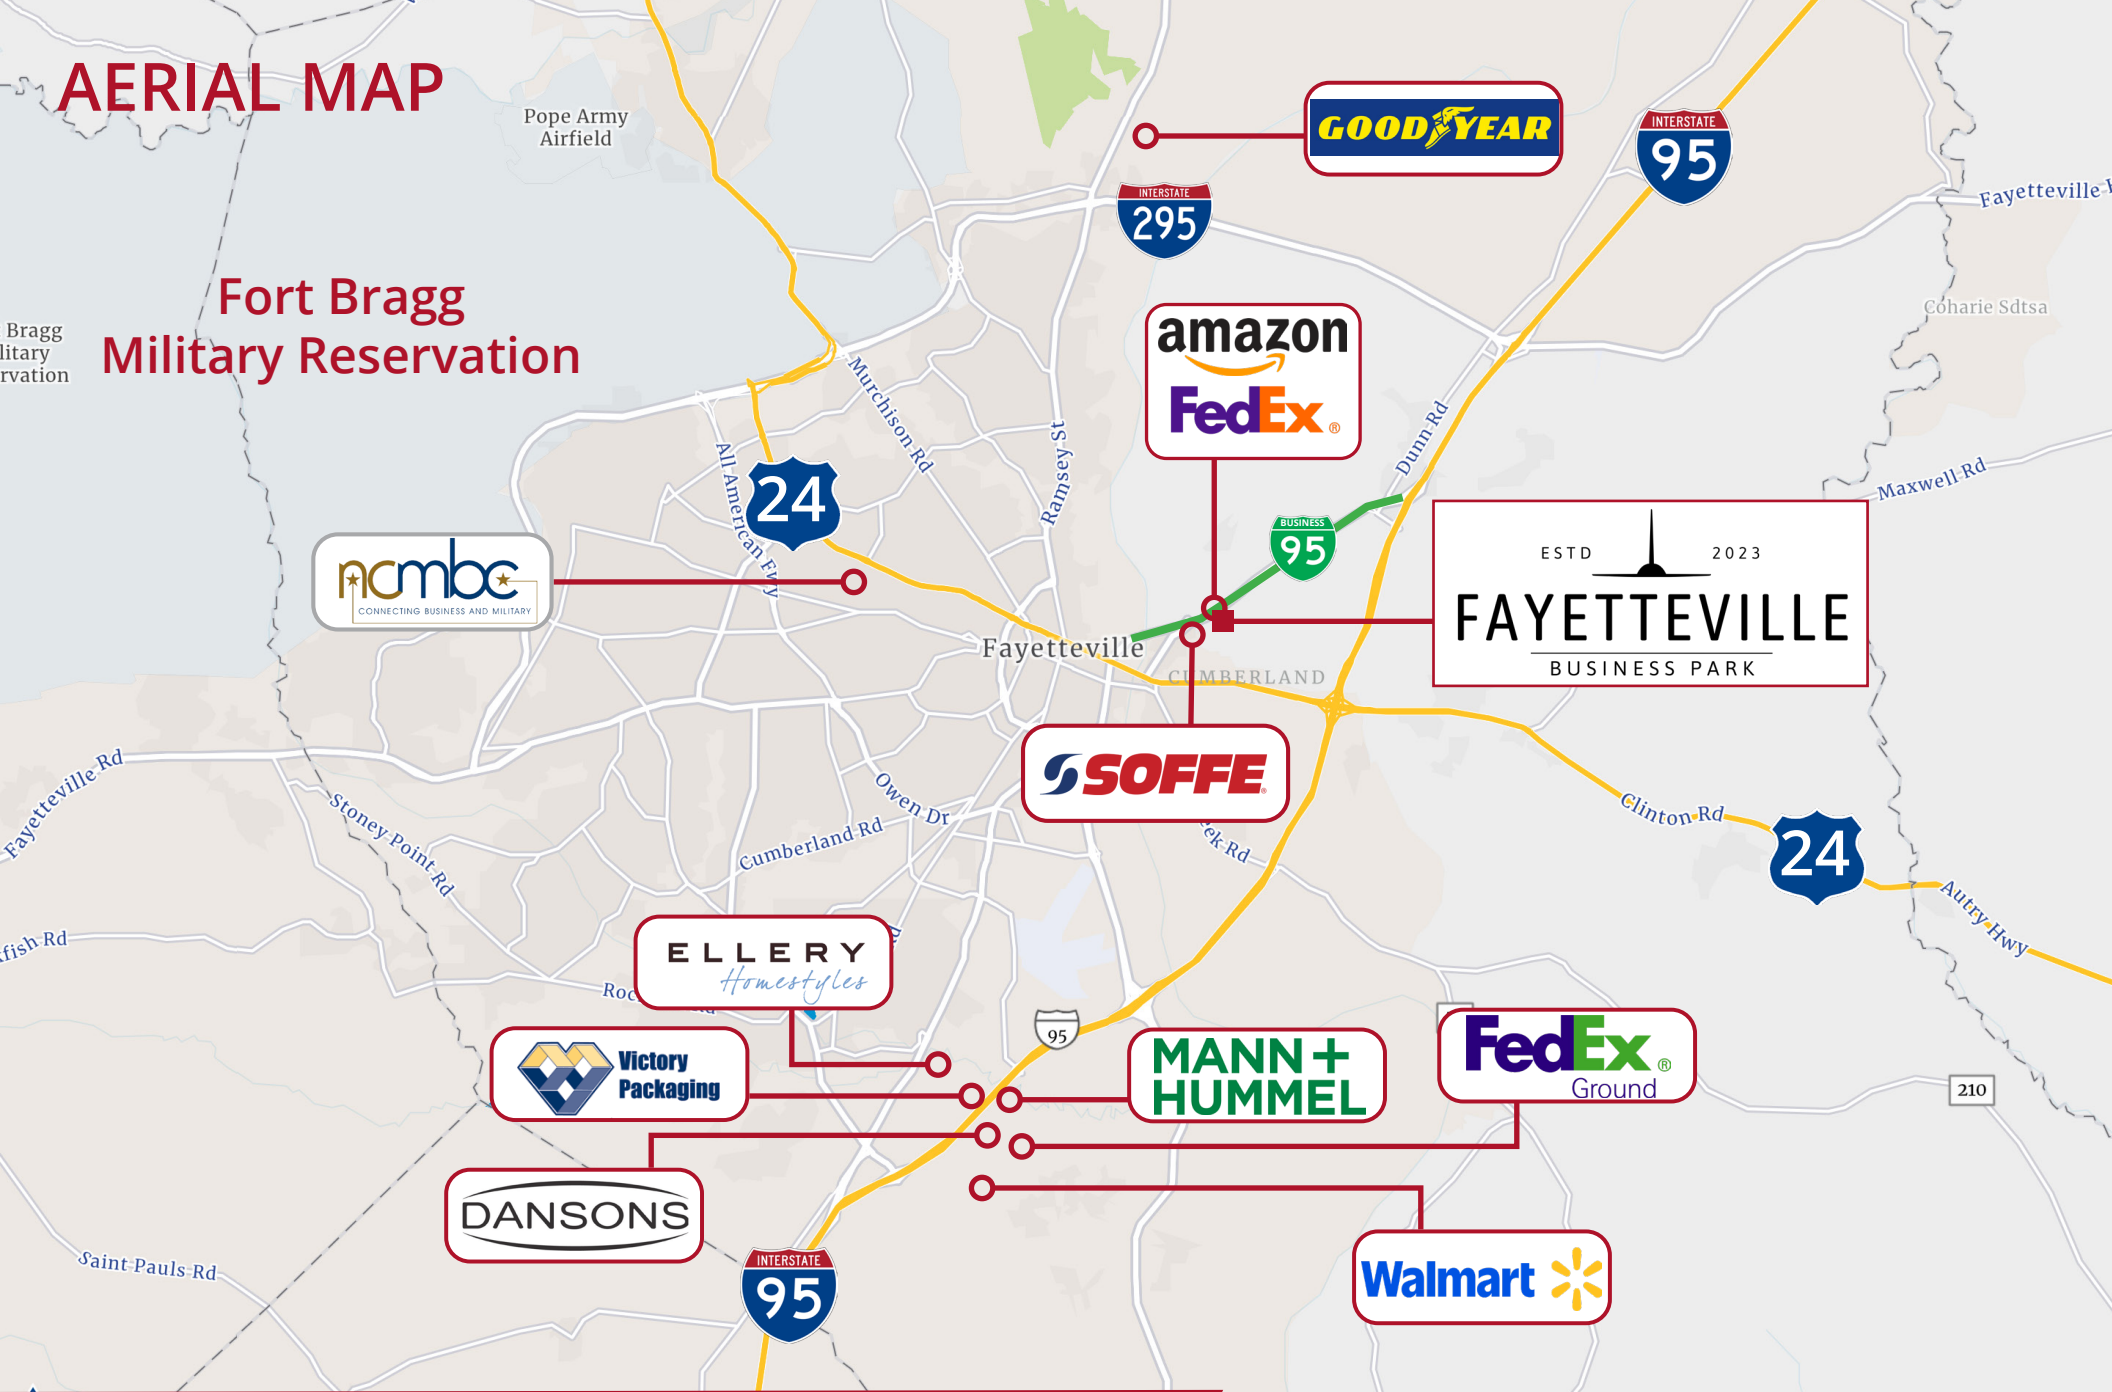 AERIAL MAP
Pope Army
Airfield
GOOD YEAR
INTERSTATE
95
INTERSTATE
295
Fayetteville
Fort Bragg
Military Reservation
Bragg
Coharie Sdtsa
amazon
FedEx®
Murchison Rd
All American Fwy
Ramsey St
Dunn Rd
Maxwell Rd
24
BUSINESS
95
ncmbc
CONNECTING BUSINESS AND MILITARY
ESTD 2023
FAYETTEVILLE
BUSINESS PARK
Fayetteville
CUMBERLAND
SOFFE®
Fayetteville Rd
Stoney Point Rd
Owen Dr
Cumberland Rd
Rd
Clinton Rd
24
Autry Hwy
Rd
ELLERY
Homestyles
95
Victory
Packaging
MANN+
HUMMEL
FedEx®
Ground
210
DANSONS
Saint Pauls Rd
INTERSTATE
95
Walmart